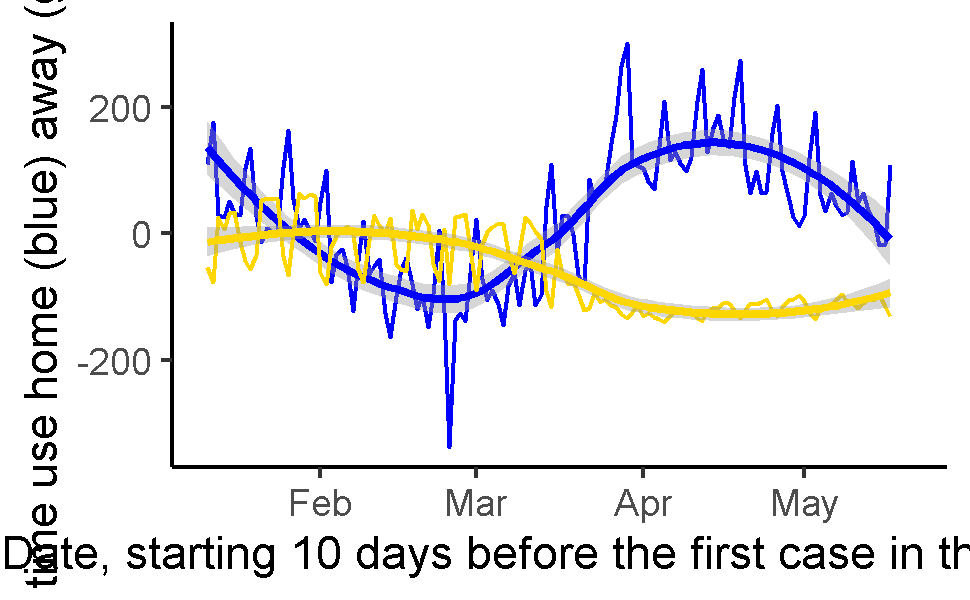 time use home (blue) away (
200
0
-200
Feb Mar Apr May
Date, starting 10 days before the first case in th